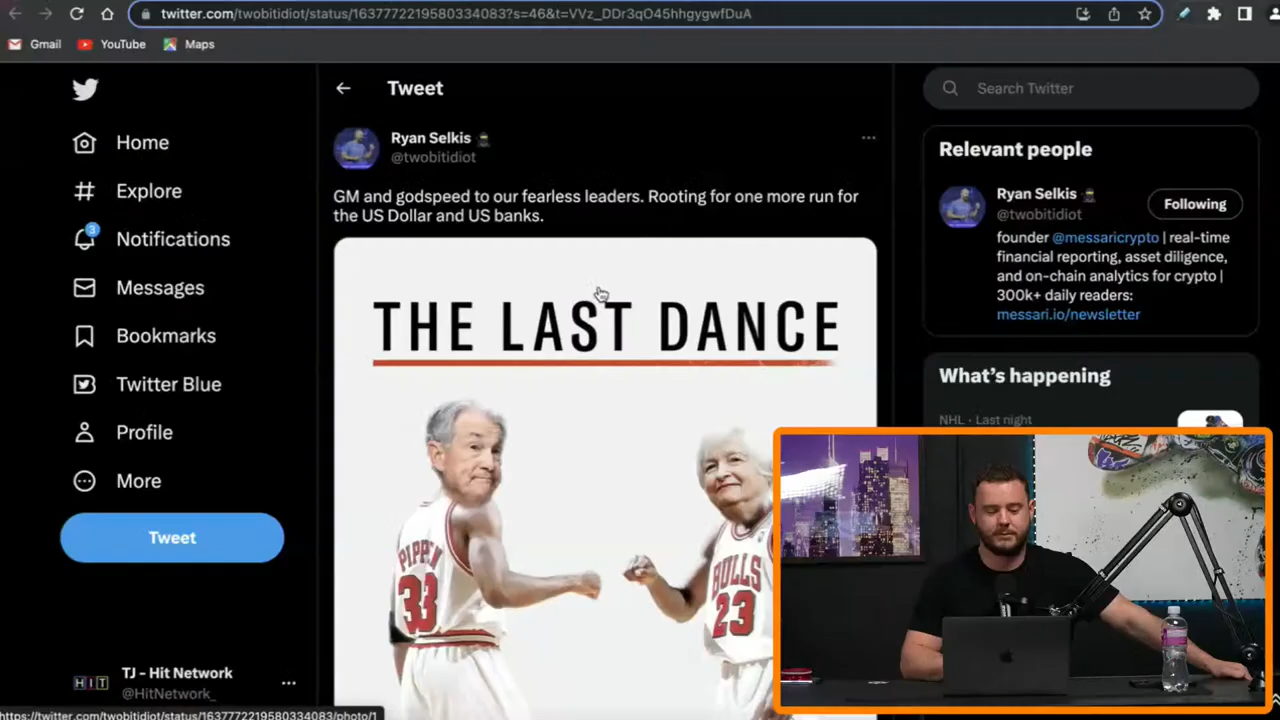 twitter.com/twobitidiot/status/1637772219580334083?s=46&t=VVz_DDr3qO45hhgygwfDuA
Gmail
YouTube
Maps
Home
Explore
3
Notifications
Messages
Bookmarks
Twitter Blue
Profile
More
Tweet
TJ - Hit Network
@HitNetwork_
HIT
https://twitter.com/twobitidiot/status/1637772219580334083/photo/1
Tweet
Ryan Selkis
@twobitidiot
GM and godspeed to our fearless leaders. Rooting for one more run for
the US Dollar and US banks.
THE LAST DANCE
PIPPEN
33
BULLS
23
Search Twitter
Relevant people
Ryan Selkis
@twobitidiot
Following
founder @messaricrypto | real-time
financial reporting, asset diligence,
and on-chain analytics for crypto |
300k+ daily readers:
messari.io/newsletter
What's happening
NHL · Last night